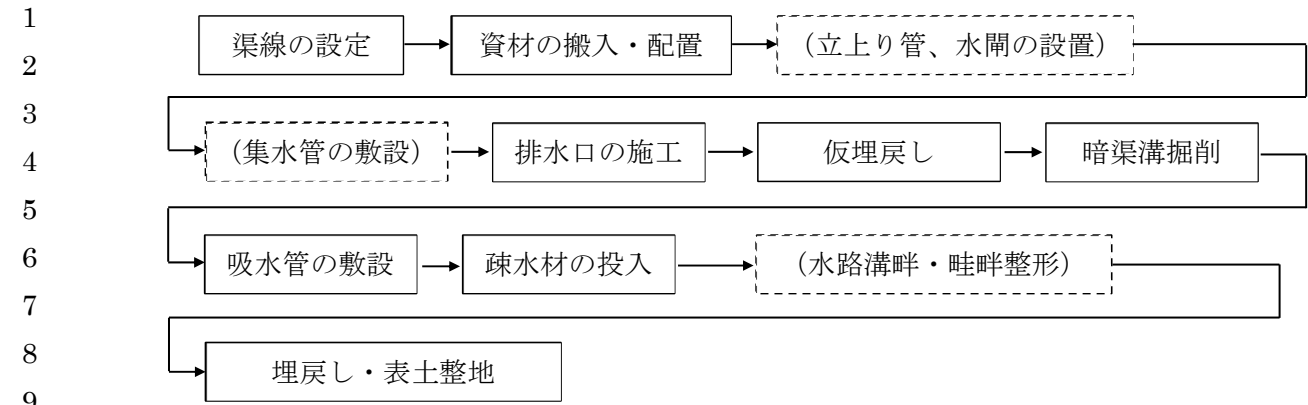 1
渠線の設定 資材の搬入・配置 （立上り管、水閘の設置）
2
3
（集水管の敷設） 排水口の施工 仮埋戻し 暗渠溝掘削
4
5
吸水管の敷設 疎水材の投入 （水路溝畔・畦畔整形）
6
7
埋戻し・表土整地
8
9